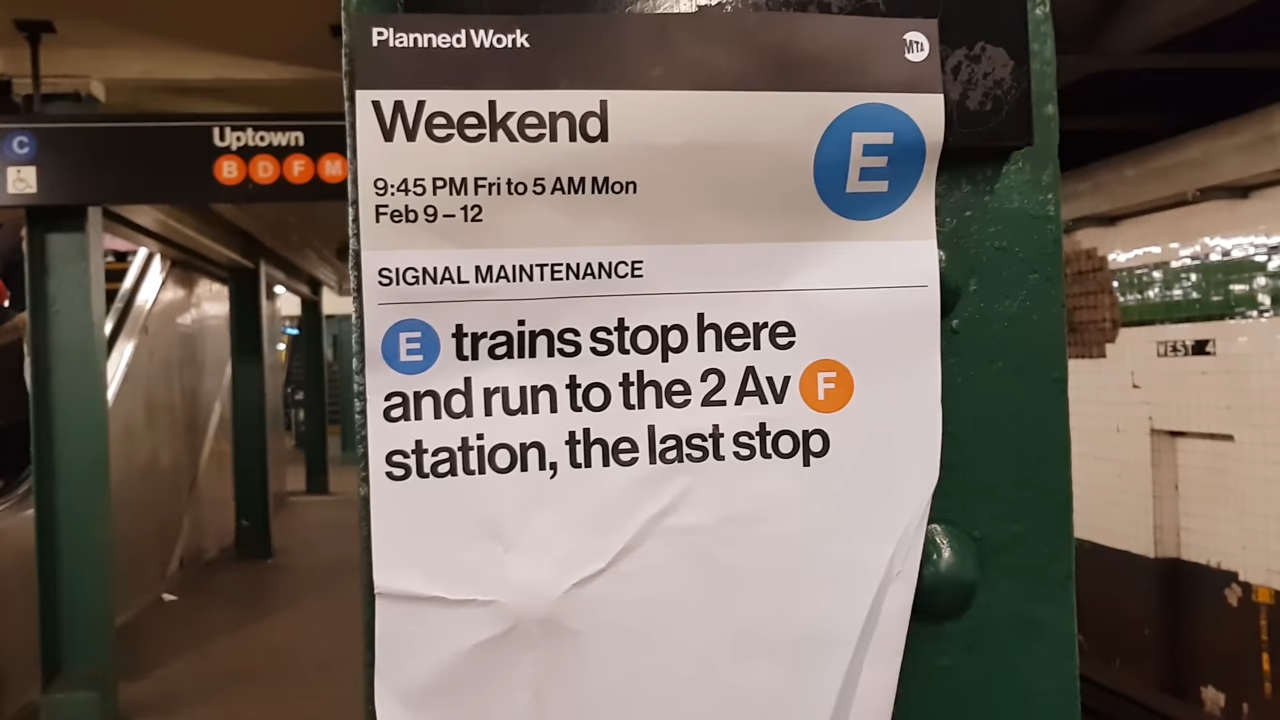 Planned Work
MTA
Weekend
E
9:45 PM Fri to 5 AM Mon
Feb 9 – 12
SIGNAL MAINTENANCE
E trains stop here
and run to the 2 Av F
station, the last stop
C
Uptown
B D F M
WEST 4